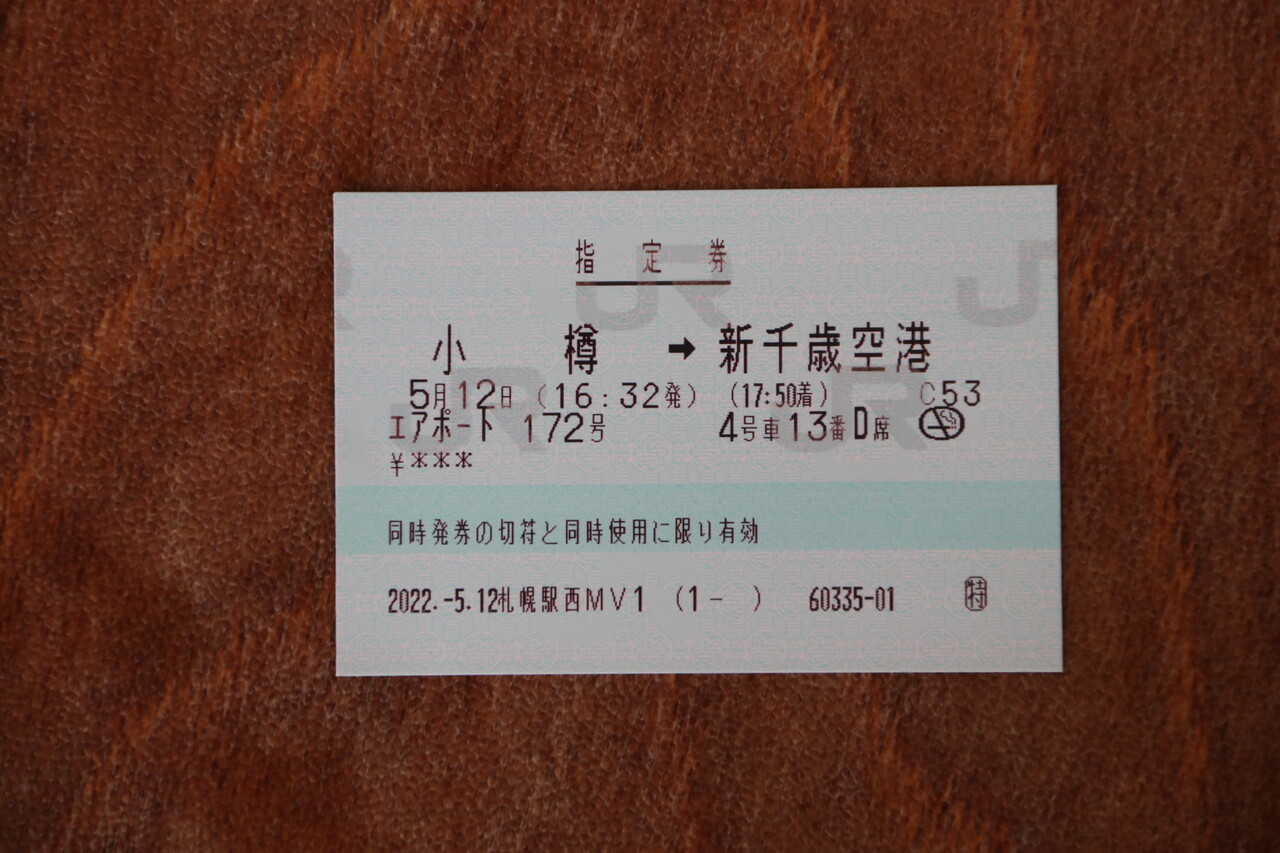 指定券
小樽 ➡ 新千歳空港
5月12日 (16:32発) (17:50着) C53
エアポート 172号 4号車13番D席
¥***
同時発券の切符と同時使用に限り有効
2022.-5.12札幌駅西MV1 (1- ) 60335-01 特